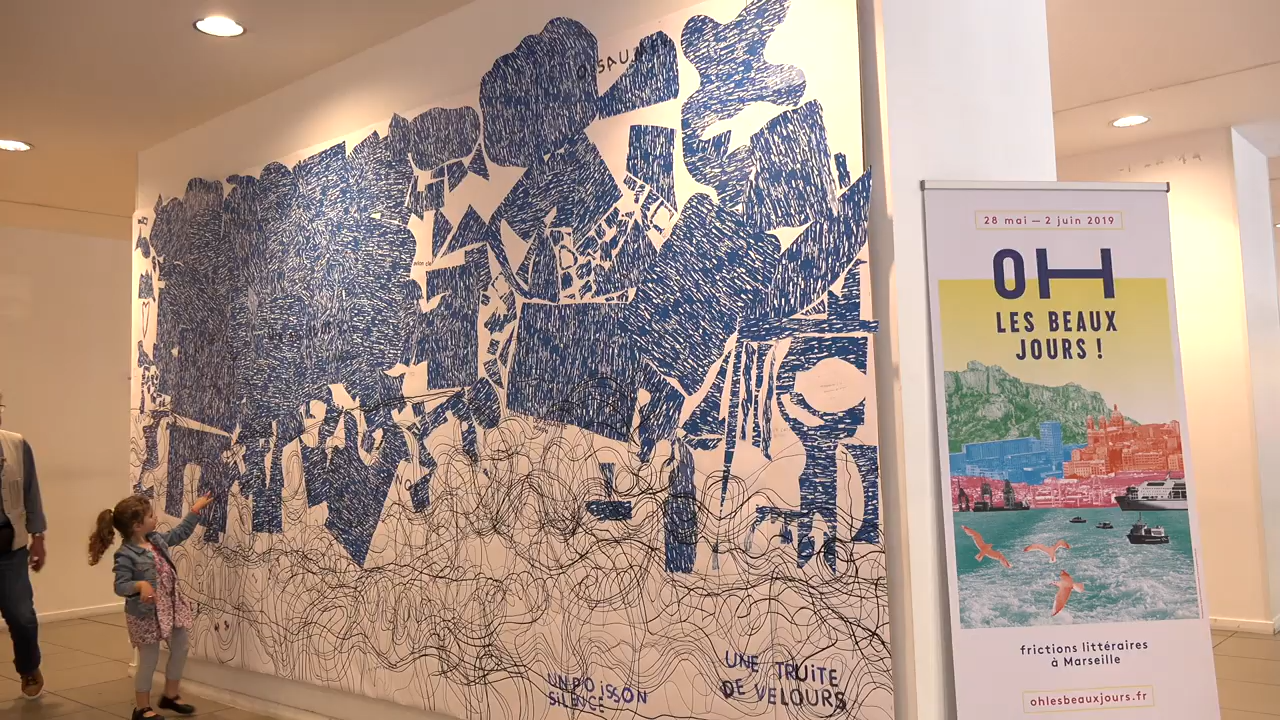 UN POISSON
SILENCE
UNE TRUITE
DE VELOURS
28 mai — 2 juin 2019
OH
LES BEAUX
JOURS !
frictions littéraires
à Marseille
ohlesbeauxjours.fr